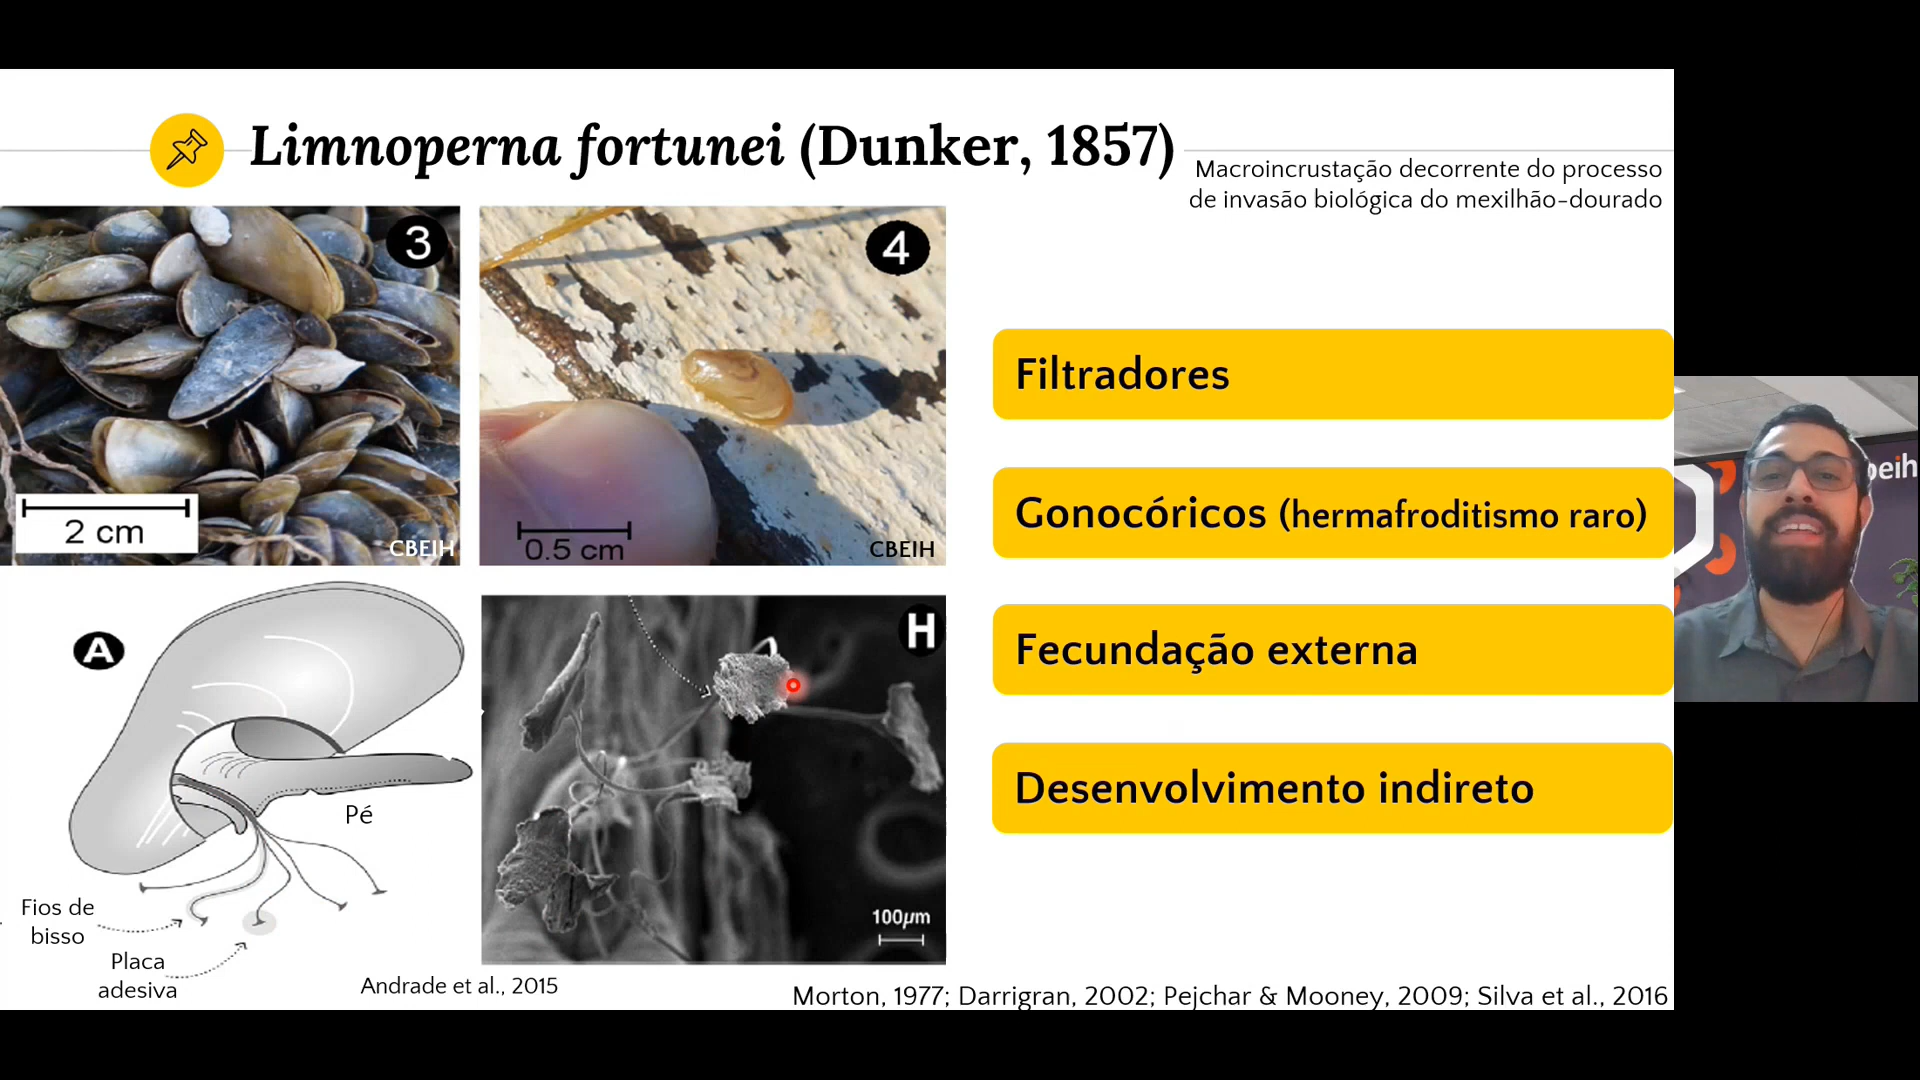 Limnoperna fortunei (Dunker, 1857)
Macroincrustação decorrente do processo
de invasão biológica do mexilhão-dourado
3
2 cm
CBEIH
4
0.5 cm
CBEIH
Filtradores
Gonocóricos (hermafroditismo raro)
Fecundação externa
Desenvolvimento indireto
beih
A
Pé
Fios de
bisso
Placa
adesiva
H
100µm
Andrade et al., 2015
Morton, 1977; Darrigran, 2002; Pejchar & Mooney, 2009; Silva et al., 2016